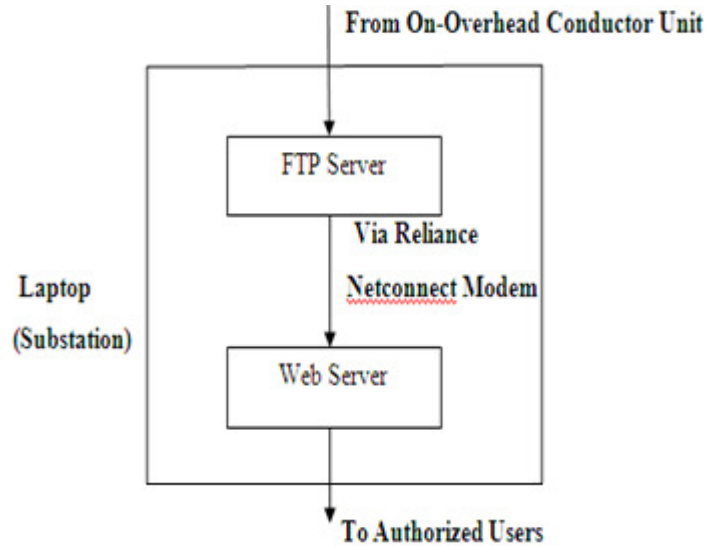 From On-Overhead Conductor Unit
FTP Server
Via Reliance
Netconnect Modem
Laptop
(Substation)
Web Server
To Authorized Users